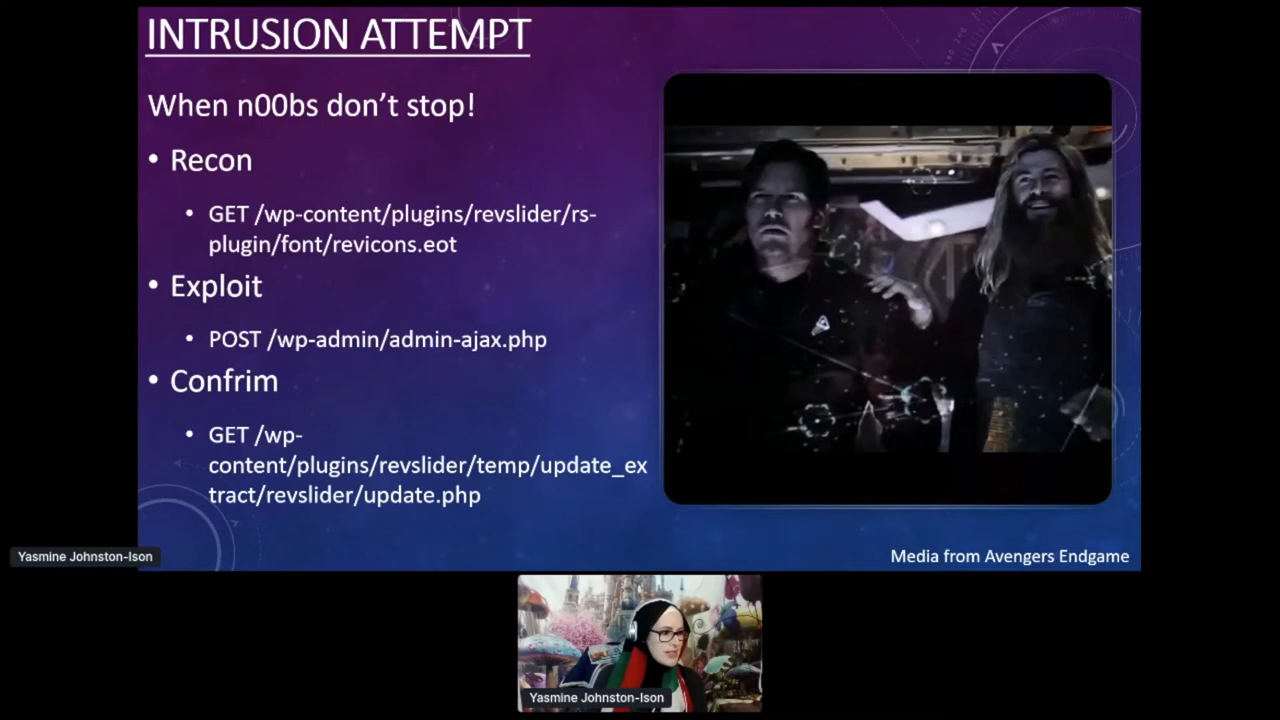 INTRUSION ATTEMPT
When n00bs don't stop!
• Recon
• GET /wp-content/plugins/revslider/rs-
plugin/font/revicons.eot
• Exploit
• POST /wp-admin/admin-ajax.php
• Confrim
• GET /wp-
content/plugins/revslider/temp/update_ex
tract/revslider/update.php
Media from Avengers Endgame
Yasmine Johnston-Ison
Yasmine Johnston-Ison